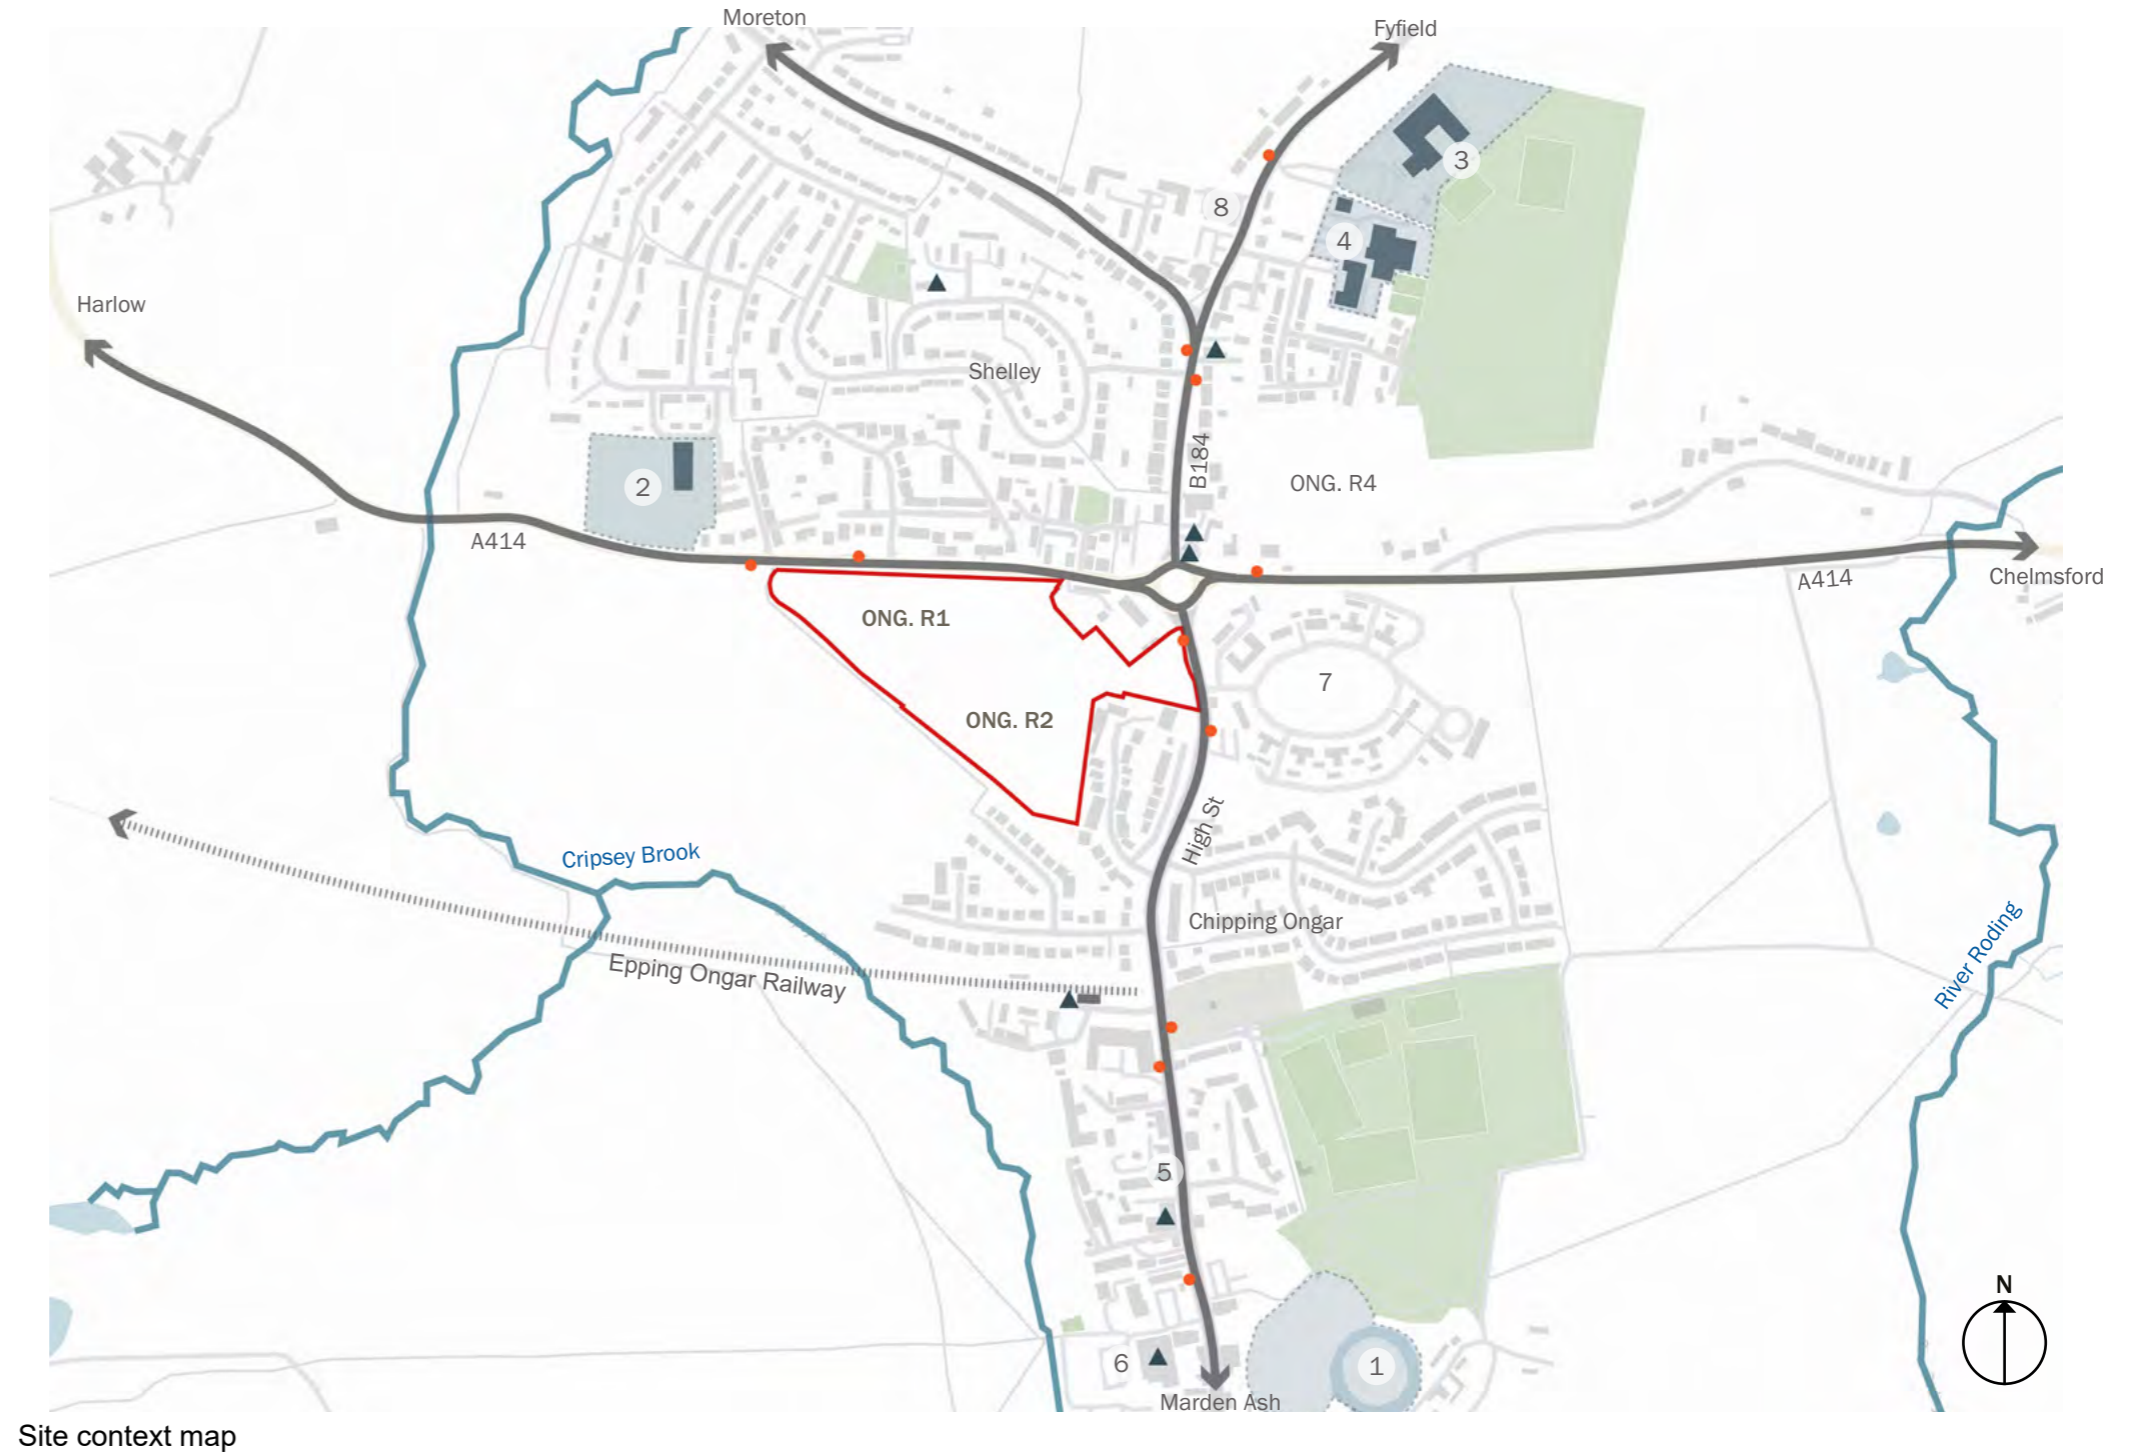 Moreton
Fyfield
3
8
4
Harlow
Shelley
B184
2
ONG. R4
A414
Chelmsford
A414
ONG. R1
7
ONG. R2
High St
Cripsey Brook
Chipping Ongar
River Roding
Epping Ongar Railway
5
N
6
1
Marden Ash
Site context map